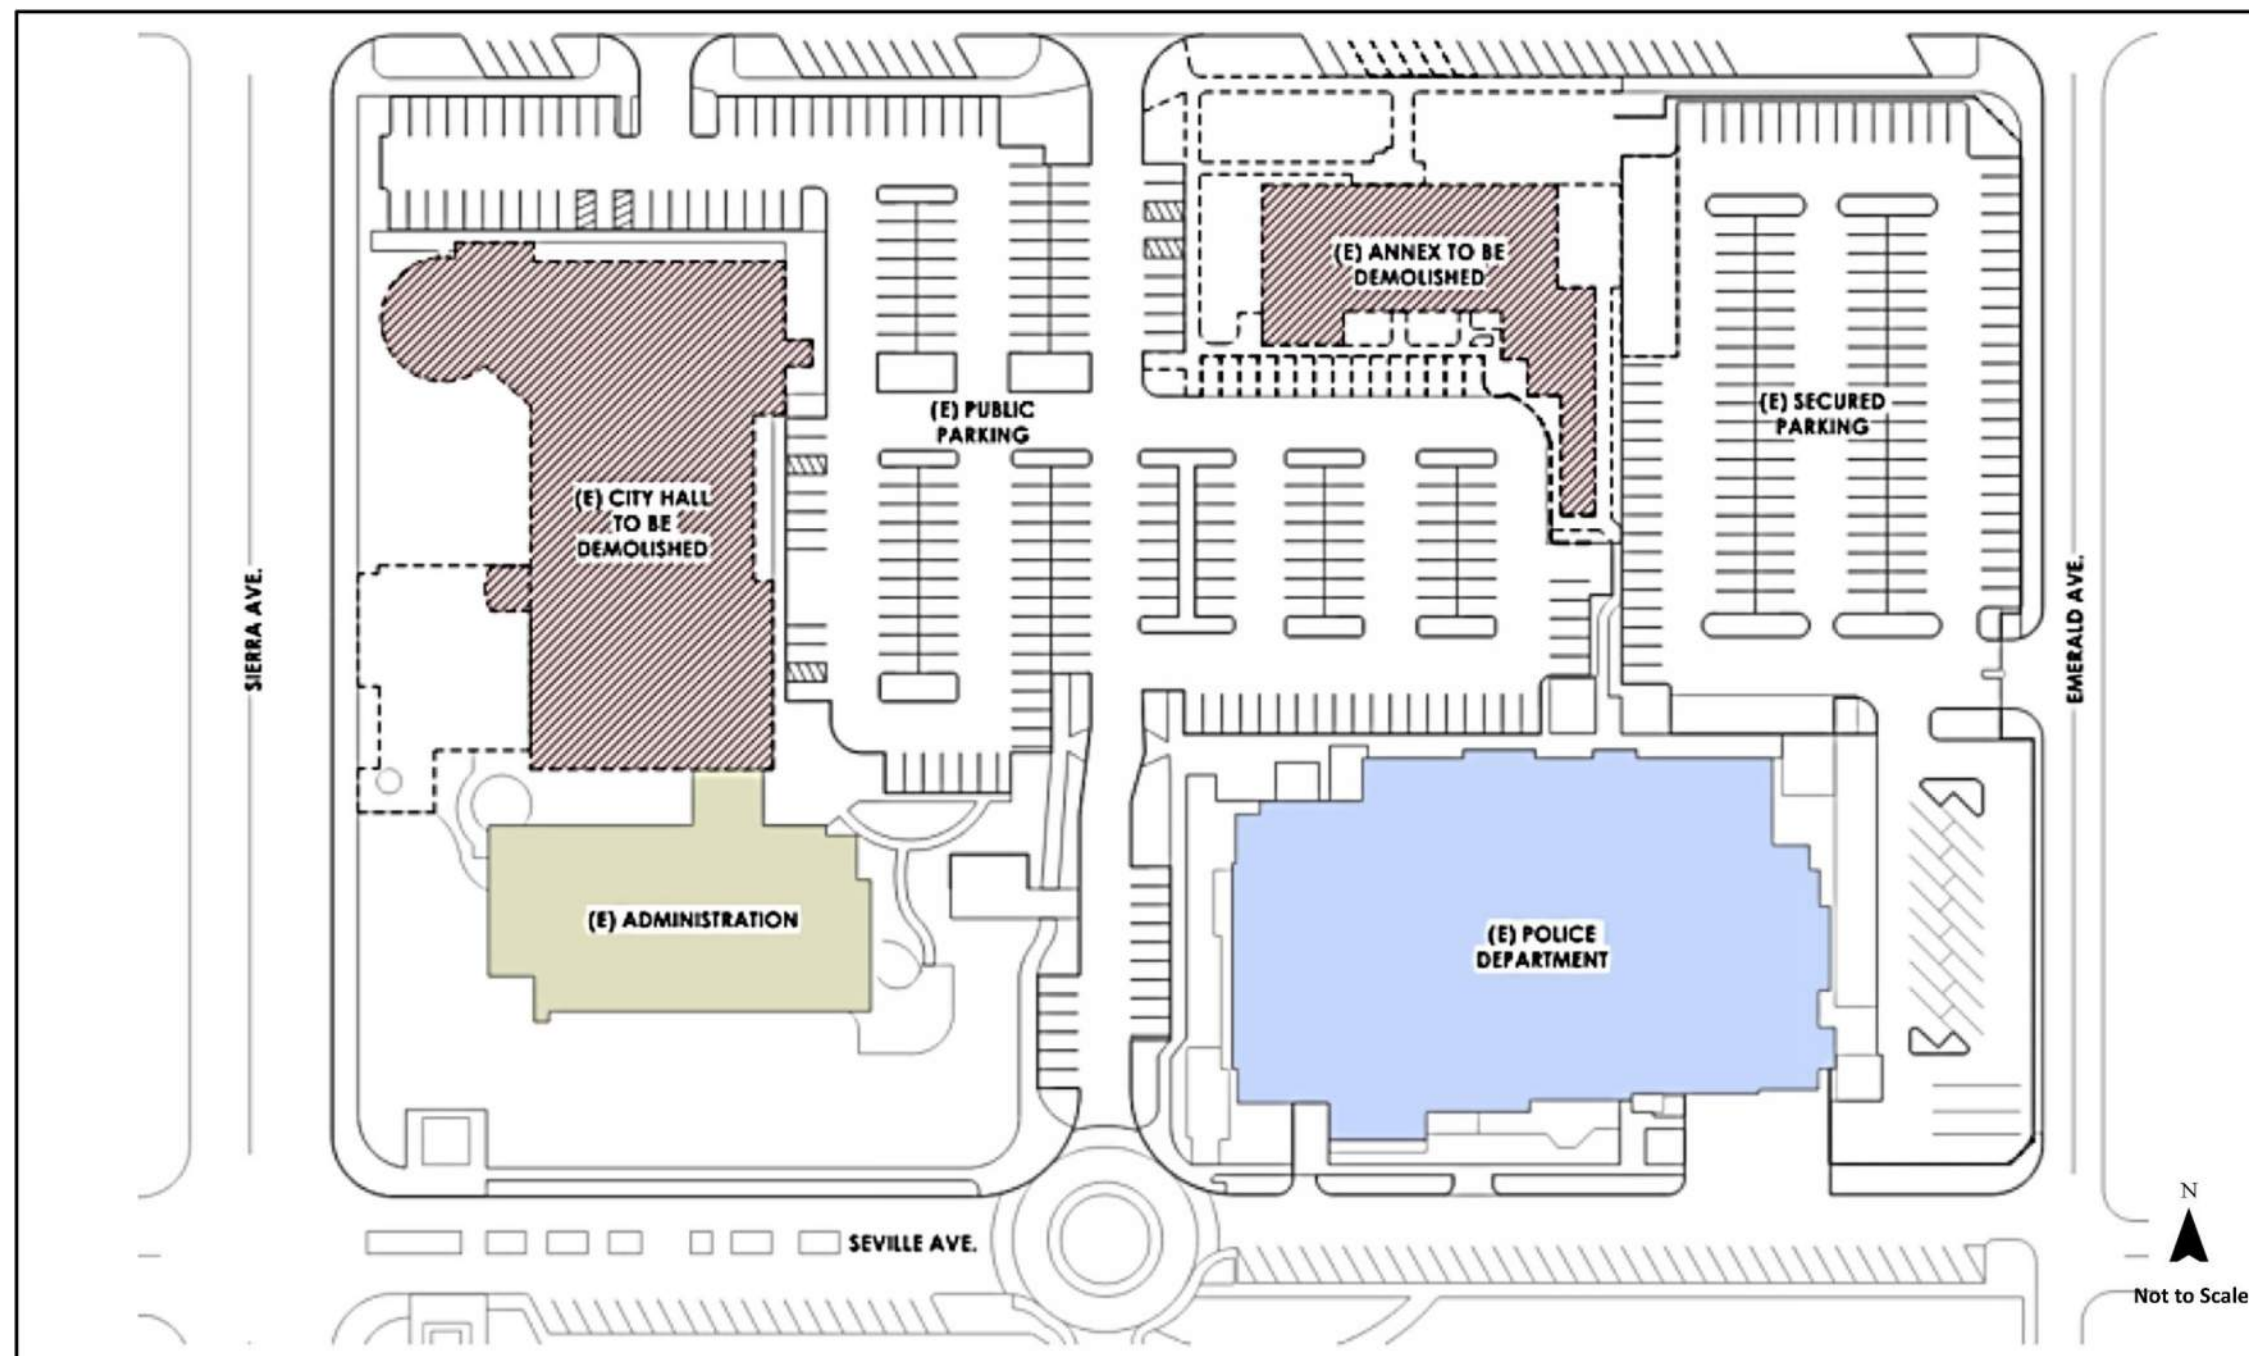 (E) ANNEX TO BE
DEMOLISHED
(E) PUBLIC
PARKING
(E) SECURED
PARKING
(E) CITY HALL
TO BE
DEMOLISHED
SIERRA AVE.
EMERALD AVE.
(E) ADMINISTRATION
(E) POLICE
DEPARTMENT
SEVILLE AVE.
N
Not to Scale